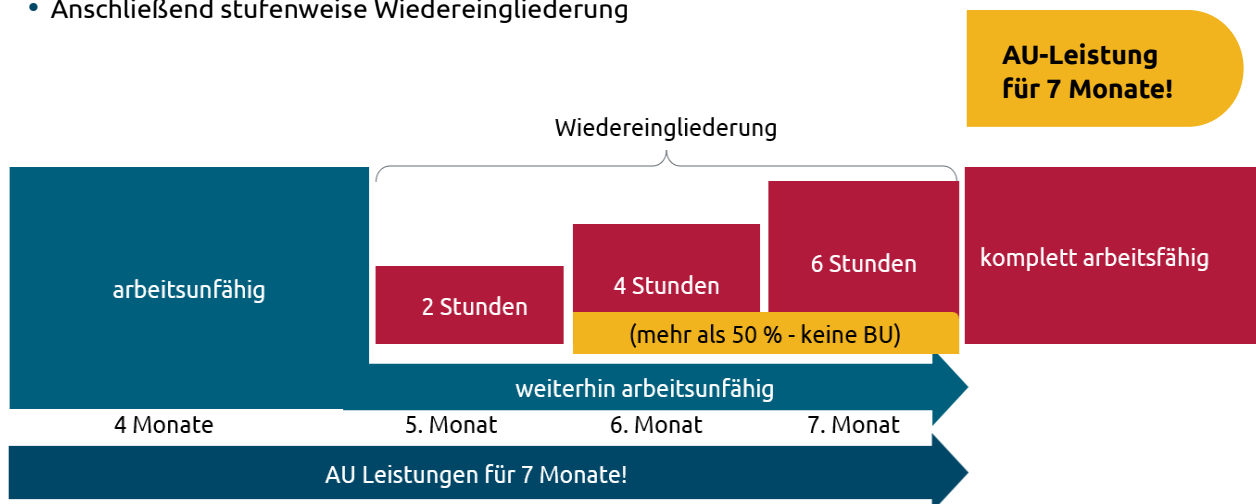 • Anschließend stufenweise Wiedereingliederung
AU-Leistung
für 7 Monate!
Wiedereingliederung
arbeitsunfähig
2 Stunden
4 Stunden
6 Stunden
komplett arbeitsfähig
(mehr als 50 % - keine BU)
weiterhin arbeitsunfähig
4 Monate
5. Monat
6. Monat
7. Monat
AU Leistungen für 7 Monate!